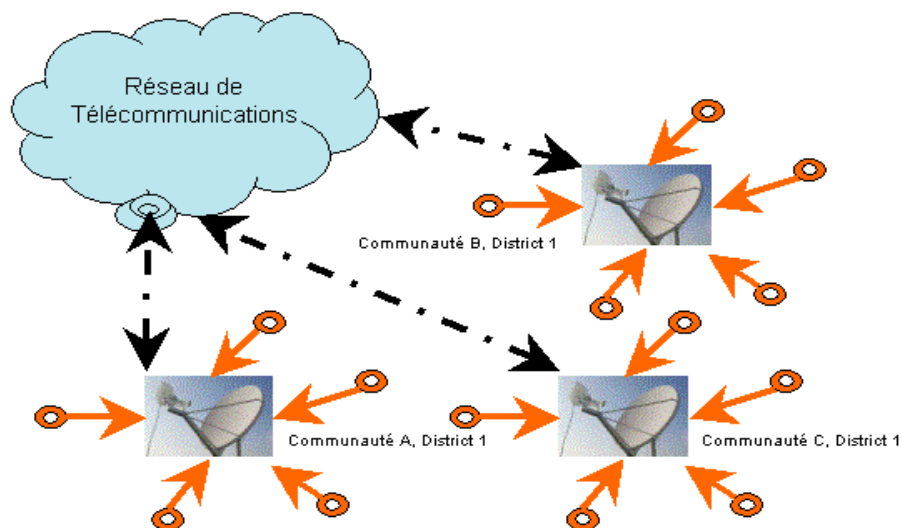 Réseau de
Télécommunications
Communauté B, District 1
Communauté A, District 1
Communauté C, District 1